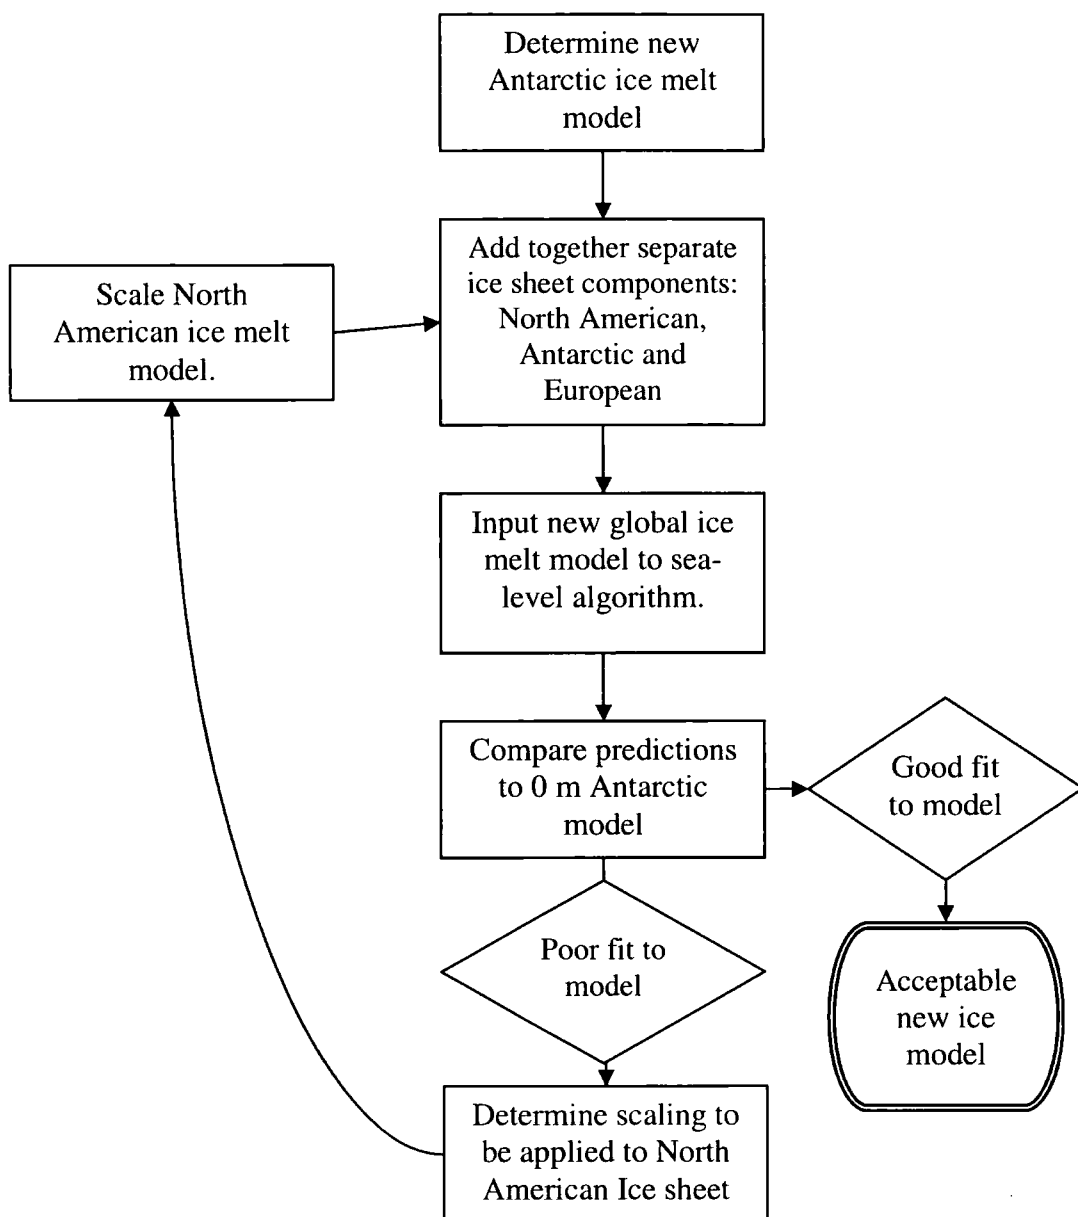 Determine new
Antarctic ice melt
model
Add together separate
ice sheet components:
North American,
Antarctic and
European
Scale North
American ice melt
model.
Input new global ice
melt model to sea-
level algorithm.
Compare predictions
to 0 m Antarctic
model
Good fit
to model
Poor fit to
model
Acceptable
new ice
model
Determine scaling to
be applied to North
American Ice sheet